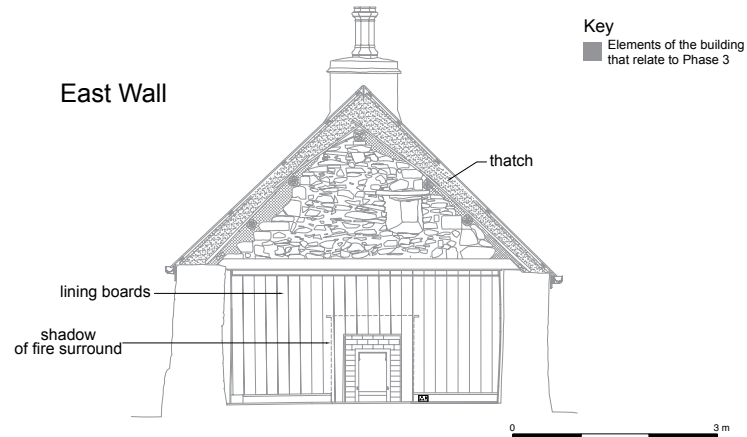 Key
Elements of the building
that relate to Phase 3
East Wall
thatch
lining boards
shadow
of fire surround
0 3 m